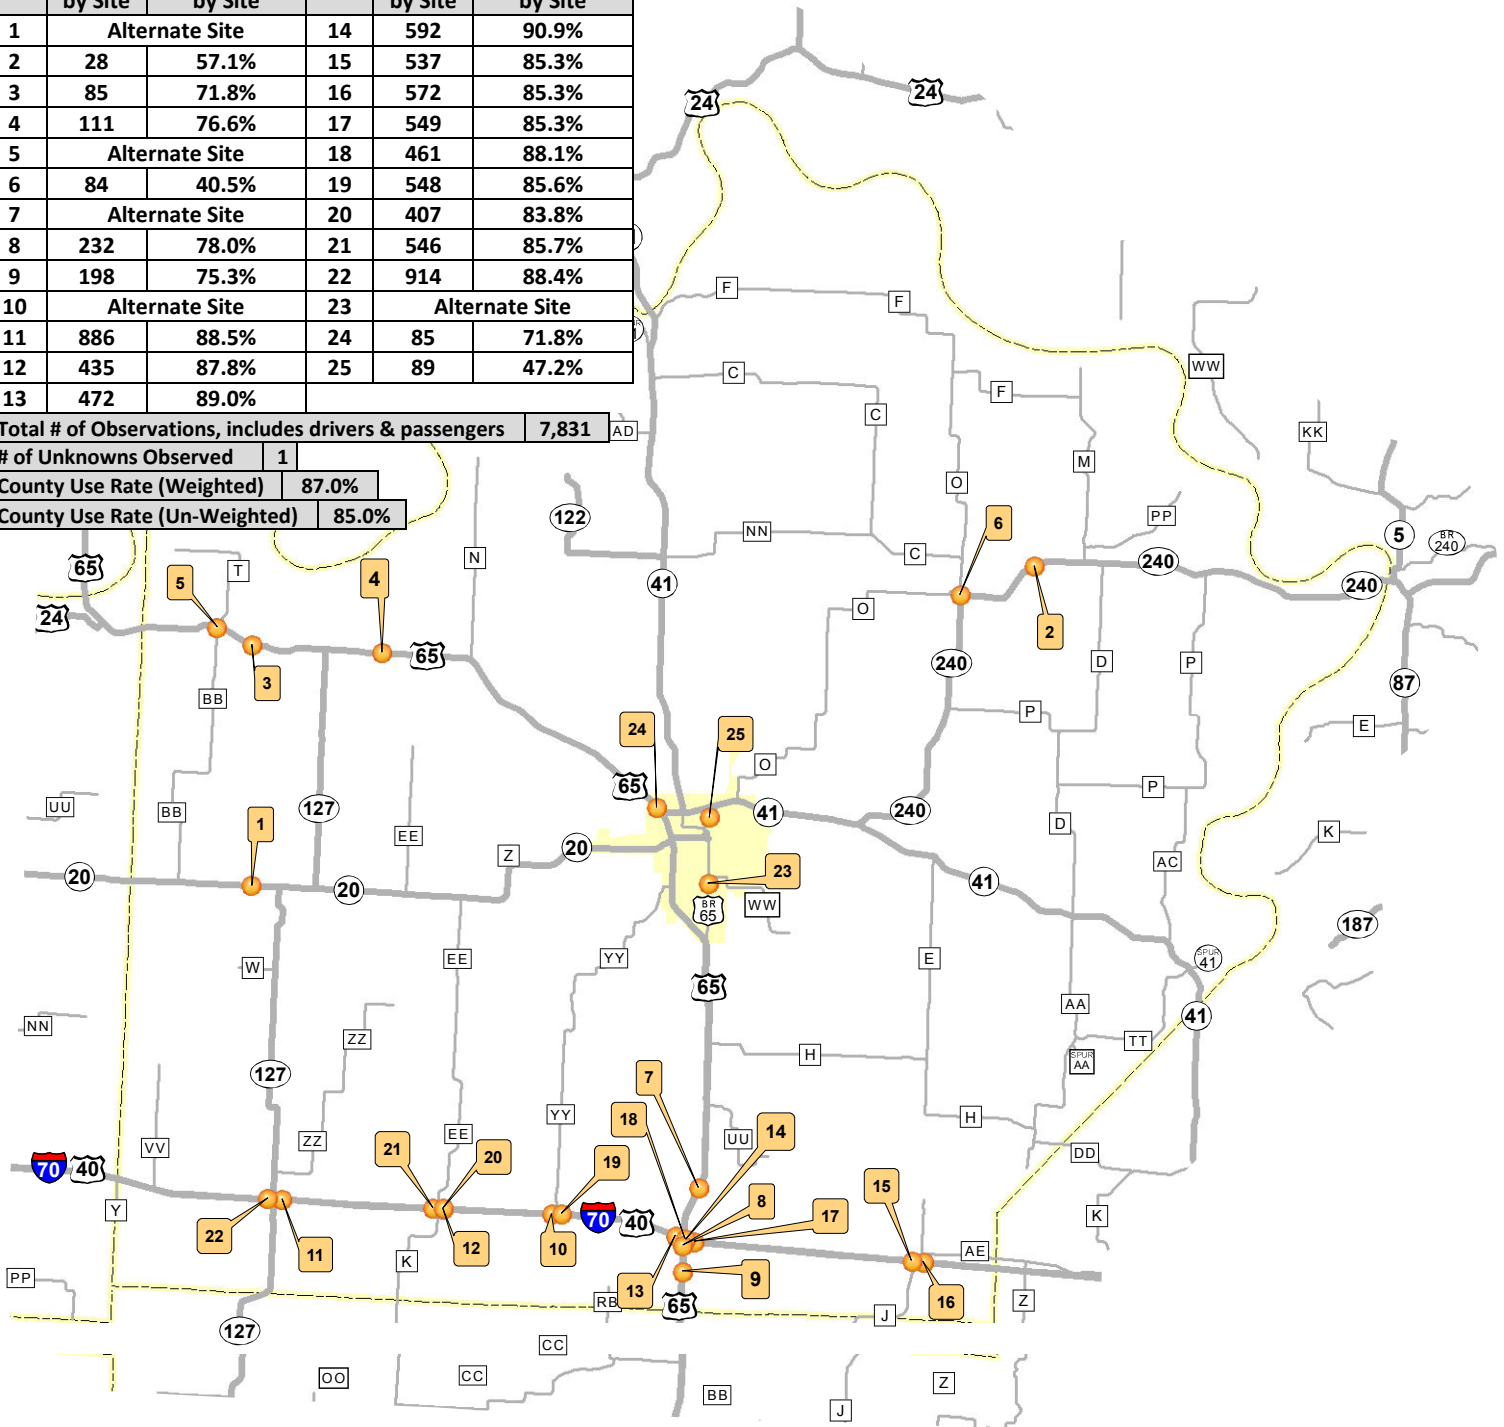 by Site by Site by Site by Site
1 Alternate Site 14 592 90.9%
2 28 57.1% 15 537 85.3%
3 85 71.8% 16 572 85.3%
4 111 76.6% 17 549 85.3%
5 Alternate Site 18 461 88.1%
6 84 40.5% 19 548 85.6%
7 Alternate Site 20 407 83.8%
8 232 78.0% 21 546 85.7%
9 198 75.3% 22 914 88.4%
10 Alternate Site 23 Alternate Site
11 886 88.5% 24 85 71.8%
12 435 87.8% 25 89 47.2%
13 472 89.0%
Total # of Observations, includes drivers & passengers 7,831
# of Unknowns Observed 1
County Use Rate (Weighted) 87.0%
County Use Rate (Un-Weighted) 85.0%
24
24
F
F
WW
C
F
C
AD
KK
M
O
122
NN
PP
6
5
BR
240
C
65
5
T
4
N
41
240
240
O
24
2
3
65
240
D
P
87
BB
P
E
24
25
O
65
P
UU
BB
127
1
EE
41
240
D
K
20
Z
AC
20
20
23
41
BR
65
WW
187
W
EE
YY
E
SPUR
41
65
AA
41
NN
ZZ
TT
H
SPUR
AA
127
7
YY
H
18
14
ZZ
EE
UU
VV
21
20
19
DD
70
40
15
8
Y
70
40
17
K
22
11
12
10
K
AE
PP
13
9
RB
65
16
Z
J
127
CC
OO
CC
Z
BB
J